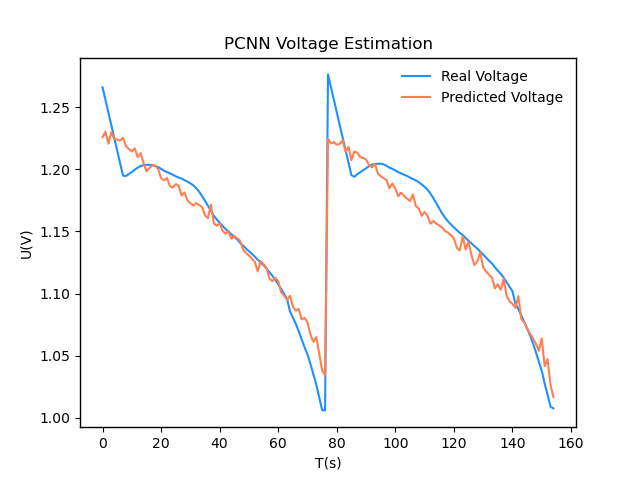 PCNN Voltage Estimation
Real Voltage
Predicted Voltage
U(V)
1.25
1.20
1.15
1.10
1.05
1.00
0 20 40 60 80 100 120 140 160
T(s)